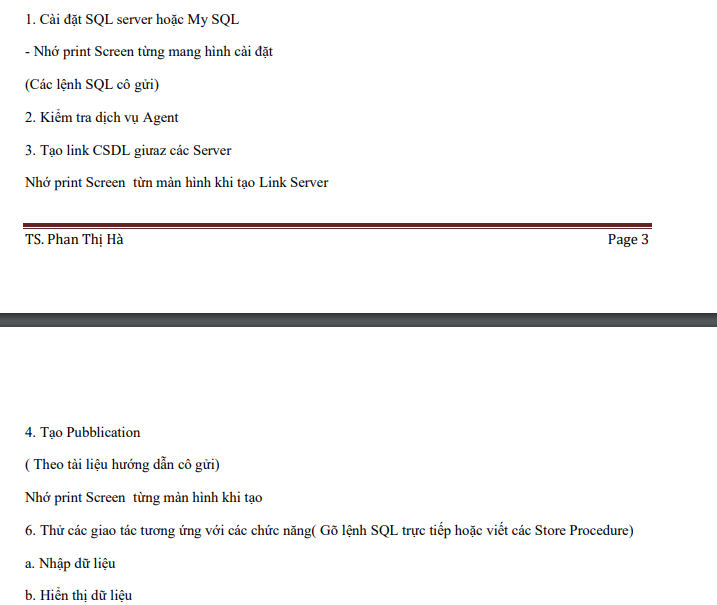 1. Cài đặt SQL server hoặc My SQL
- Nhớ print Screen từng mang hình cài đặt
(Các lệnh SQL cô gửi)
2. Kiểm tra dịch vụ Agent
3. Tạo link CSDL giưaz các Server
Nhớ print Screen  từn màn hình khi tạo Link Server
TS. Phan Thị Hà Page 3
4. Tạo Pubblication
( Theo tài liệu hướng dẫn cô gửi)
Nhớ print Screen  từng màn hình khi tạo
6. Thử các giao tác tương ứng với các chức năng( Gõ lệnh SQL trực tiếp hoặc viết các Store Procedure)
a. Nhập dữ liệu
b. Hiển thị dữ liệu